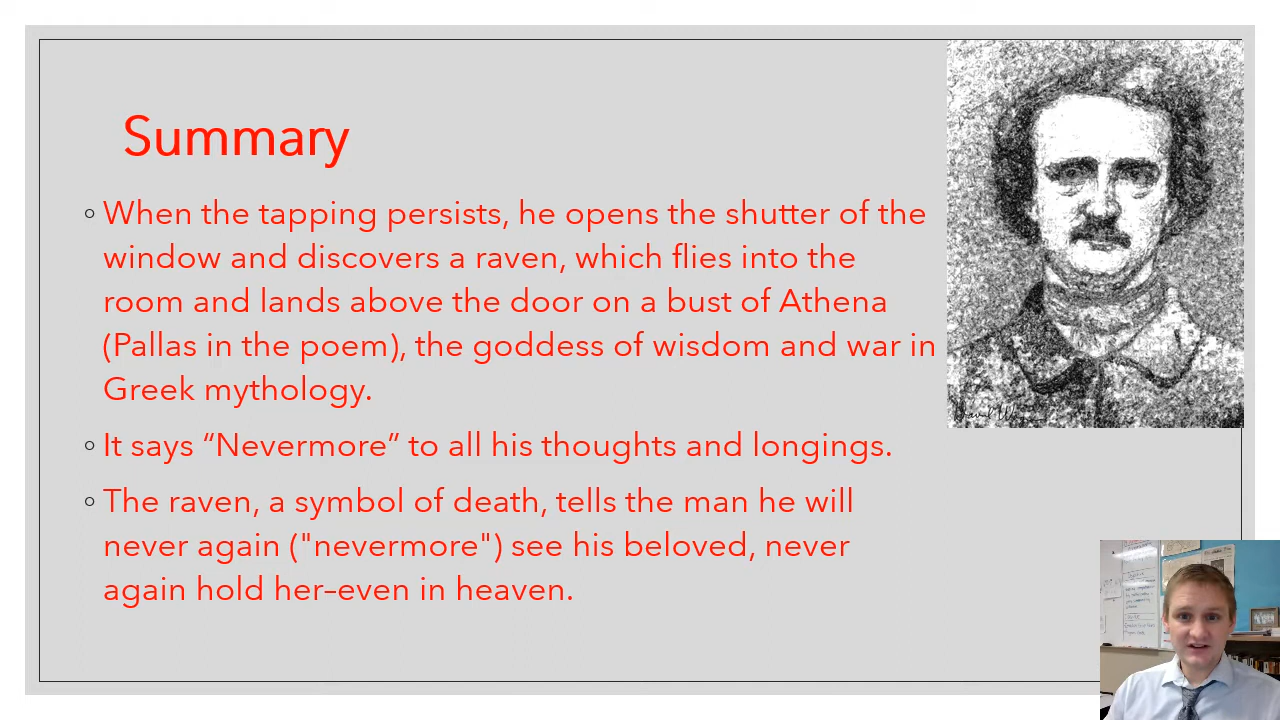 Summary
◦ When the tapping persists, he opens the shutter of the
window and discovers a raven, which flies into the
room and lands above the door on a bust of Athena
(Pallas in the poem), the goddess of wisdom and war in
Greek mythology.
◦ It says “Nevermore” to all his thoughts and longings.
◦ The raven, a symbol of death, tells the man he will
never again ("nevermore") see his beloved, never
again hold her–even in heaven.